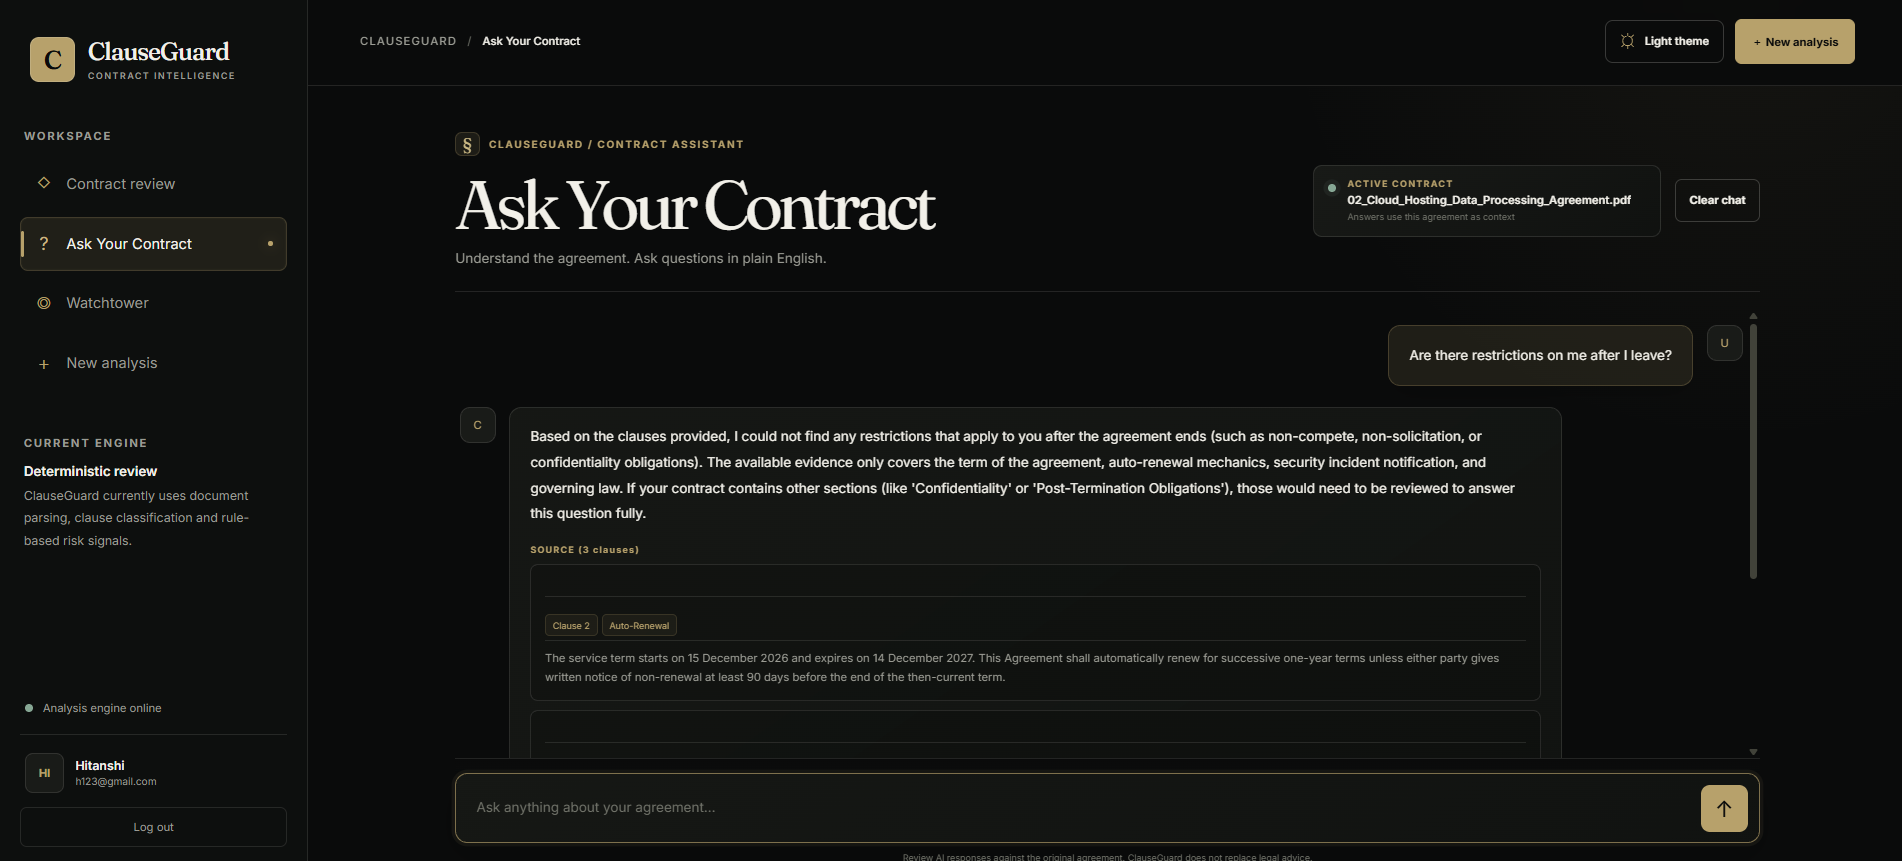 C
ClauseGuard
CONTRACT INTELLIGENCE
WORKSPACE
Contract review
? Ask Your Contract
Watchtower
+ New analysis
CURRENT ENGINE
Deterministic review
ClauseGuard currently uses document
parsing, clause classification and rule-
based risk signals.
Analysis engine online
HI
Hitanshi
h123@gmail.com
Log out
CLAUSEGUARD / Ask Your Contract
Light theme
+ New analysis
§ CLAUSEGUARD / CONTRACT ASSISTANT
Ask Your Contract
Understand the agreement. Ask questions in plain English.
ACTIVE CONTRACT
02_Cloud_Hosting_Data_Processing_Agreement.pdf
Answers use this agreement as context
Clear chat
Are there restrictions on me after I leave?
U
C
Based on the clauses provided, I could not find any restrictions that apply to you after the agreement ends (such as non-compete, non-solicitation, or
confidentiality obligations). The available evidence only covers the term of the agreement, auto-renewal mechanics, security incident notification, and
governing law. If your contract contains other sections (like 'Confidentiality' or 'Post-Termination Obligations'), those would need to be reviewed to answer
this question fully.
SOURCE (3 clauses)
Clause 2 Auto-Renewal
The service term starts on 15 December 2026 and expires on 14 December 2027. This Agreement shall automatically renew for successive one-year terms unless either party gives
written notice of non-renewal at least 90 days before the end of the then-current term.
Ask anything about your agreement...
Review AI responses against the original agreement. ClauseGuard does not replace legal advice.